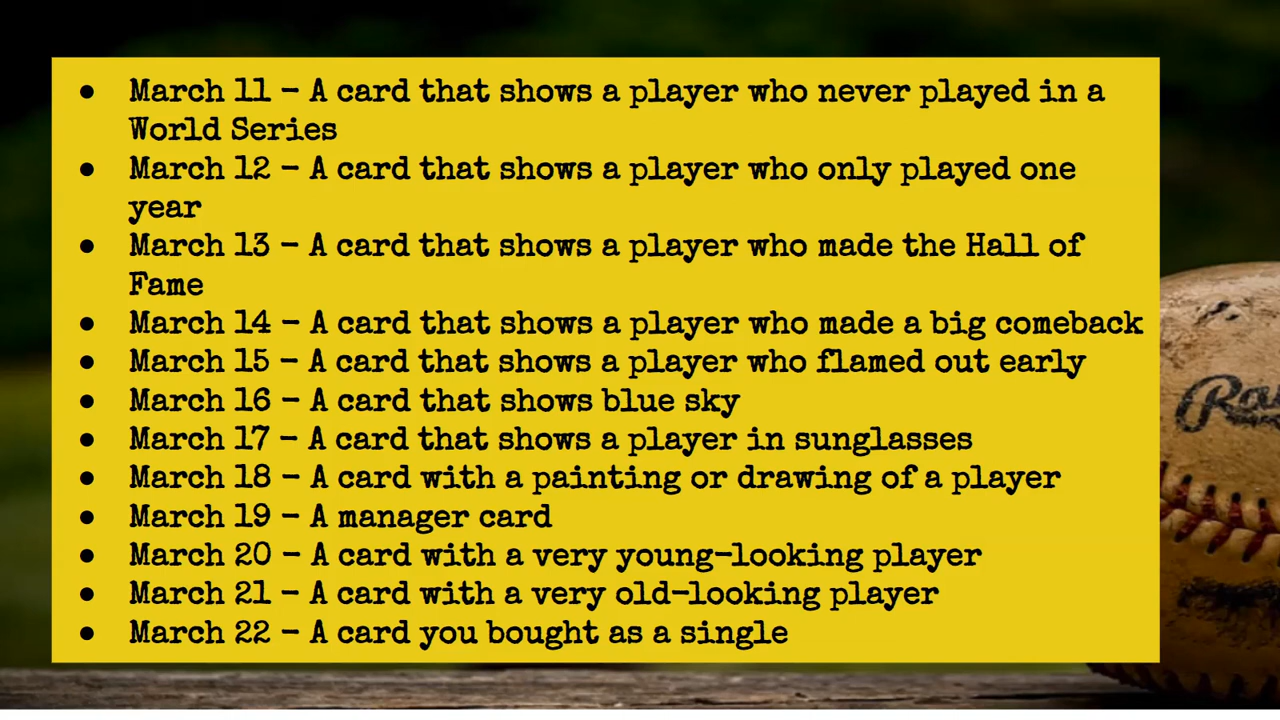 ● March 11 – A card that shows a player who never played in a
World Series
● March 12 – A card that shows a player who only played one
year
● March 13 – A card that shows a player who made the Hall of
Fame
● March 14 – A card that shows a player who made a big comeback
● March 15 – A card that shows a player who flamed out early
● March 16 – A card that shows blue sky
● March 17 – A card that shows a player in sunglasses
● March 18 – A card with a painting or drawing of a player
● March 19 – A manager card
● March 20 – A card with a very young-looking player
● March 21 – A card with a very old-looking player
● March 22 – A card you bought as a single